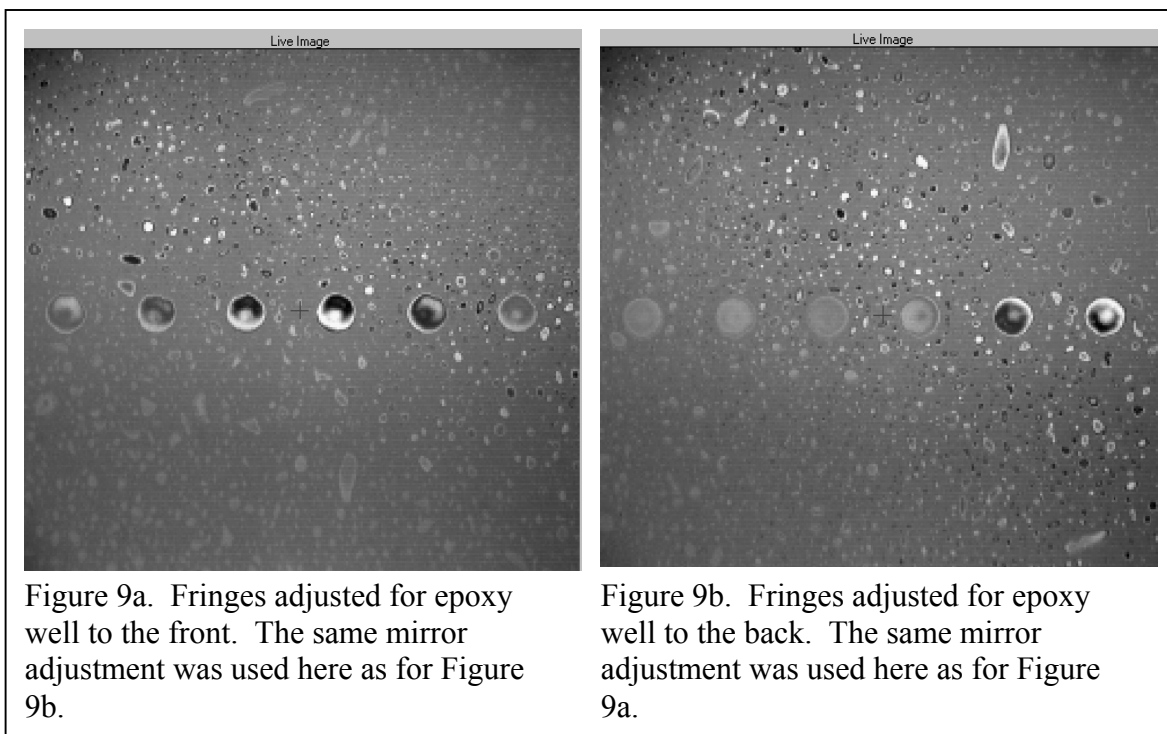 Live Image
Live Image
Figure 9a. Fringes adjusted for epoxy
well to the front. The same mirror
adjustment was used here as for Figure
9b.
Figure 9b. Fringes adjusted for epoxy
well to the back. The same mirror
adjustment was used here as for Figure
9a.